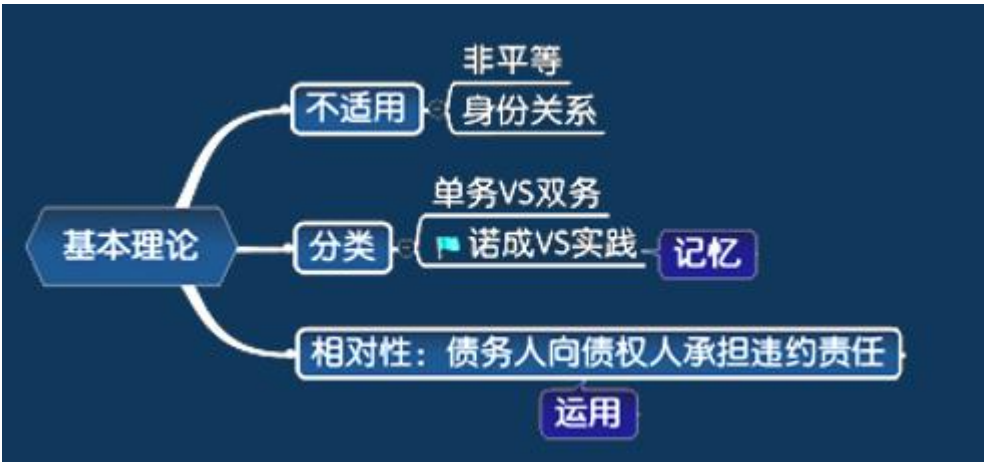 非平等
不适用
身份关系
单务VS双务
基本理论
分类
诺成VS实践
记忆
相对性：债务人向债权人承担违约责任
运用